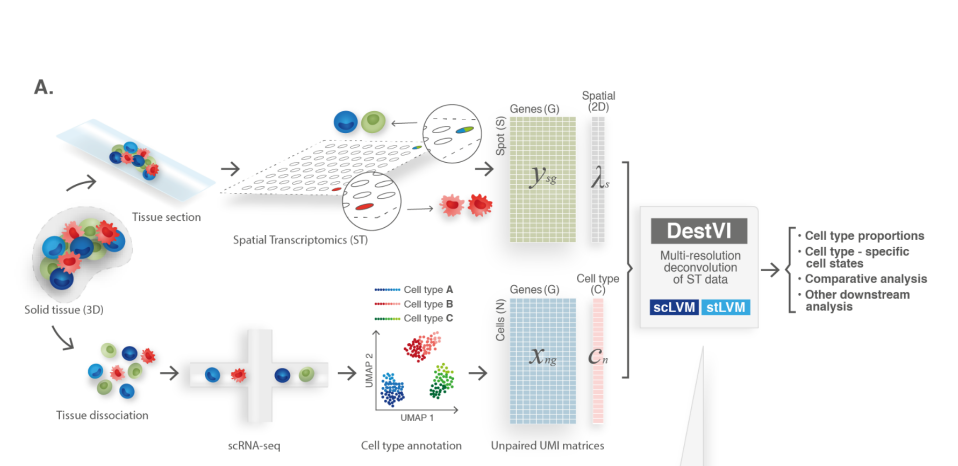 A.
Tissue section
Spatial Transcriptomics (ST)
Genes (G)
Spatial
(2D)
Spot (S)
y_sg
λ_s
Solid tissue (3D)
Tissue dissociation
scRNA-seq
Cell type A
Cell type B
Cell type C
UMAP 2
UMAP 1
Cell type annotation
Genes (G)
Cell type
(C)
Cells (N)
x_ng
c_n
Unpaired UMI matrices
DestVI
Multi-resolution
deconvolution
of ST data
scLVM stLVM
· Cell type proportions
· Cell type - specific
cell states
· Comparative analysis
· Other downstream
analysis